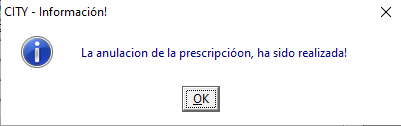 CITY - Información!
La anulacion de la prescripcióon, ha sido realizada!
OK